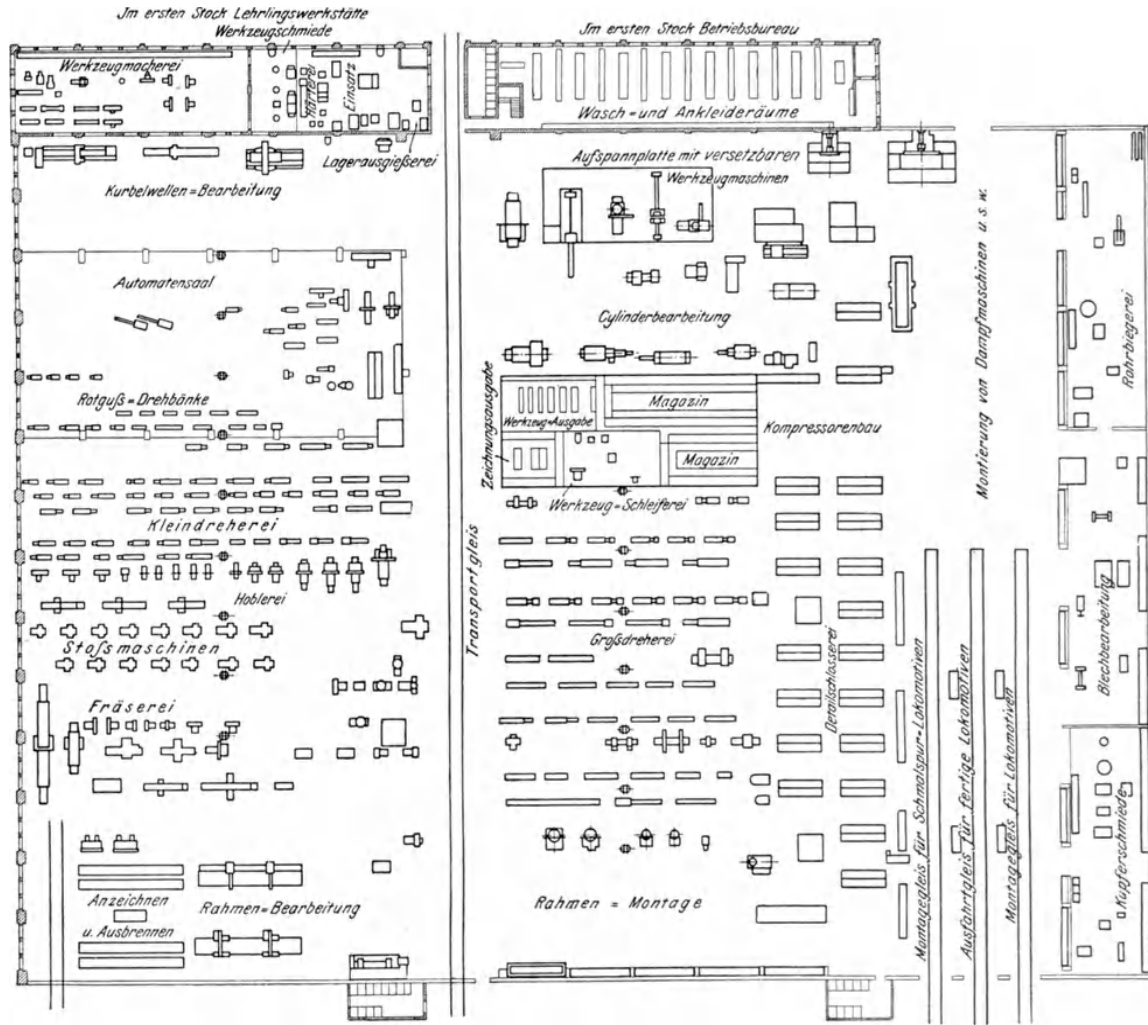 Jm ersten Stock Lehrlingswerkstätte
Werkzeugschmiede
Jm ersten Stock Betriebsbureau
Werkzeugmacherei
Härterei
Einsatz
Lagerausgießerei
Wasch=und Ankleideräume
Kurbelwellen=Bearbeitung
Aufspannplatte mit versetzbaren
Werkzeugmaschinen
Automatensaal
Cylinderbearbeitung
Rotguß=Drehbänke
Zeichnungsausgabe
Werkzeug=Ausgabe
Magazin
Magazin
Kompressorenbau
Werkzeug=Schleiferei
Kleindreherei
Hoblerei
Stoßmaschinen
Fräserei
Transportgleis
Großdreherei
Detailschlosserei
Anzeichnen
u. Ausbrennen
Rahmen=Bearbeitung
Rahmen = Montage
Montagegleis für Schmalspur=Lokomotiven
Ausfahrtgleis für fertige Lokomotiven
Montagegleis für Lokomotiven
Montierung von Dampfmaschinen u. s. w.
Rohrbiegerei
Blechbearbeitung
Kupferschmiede